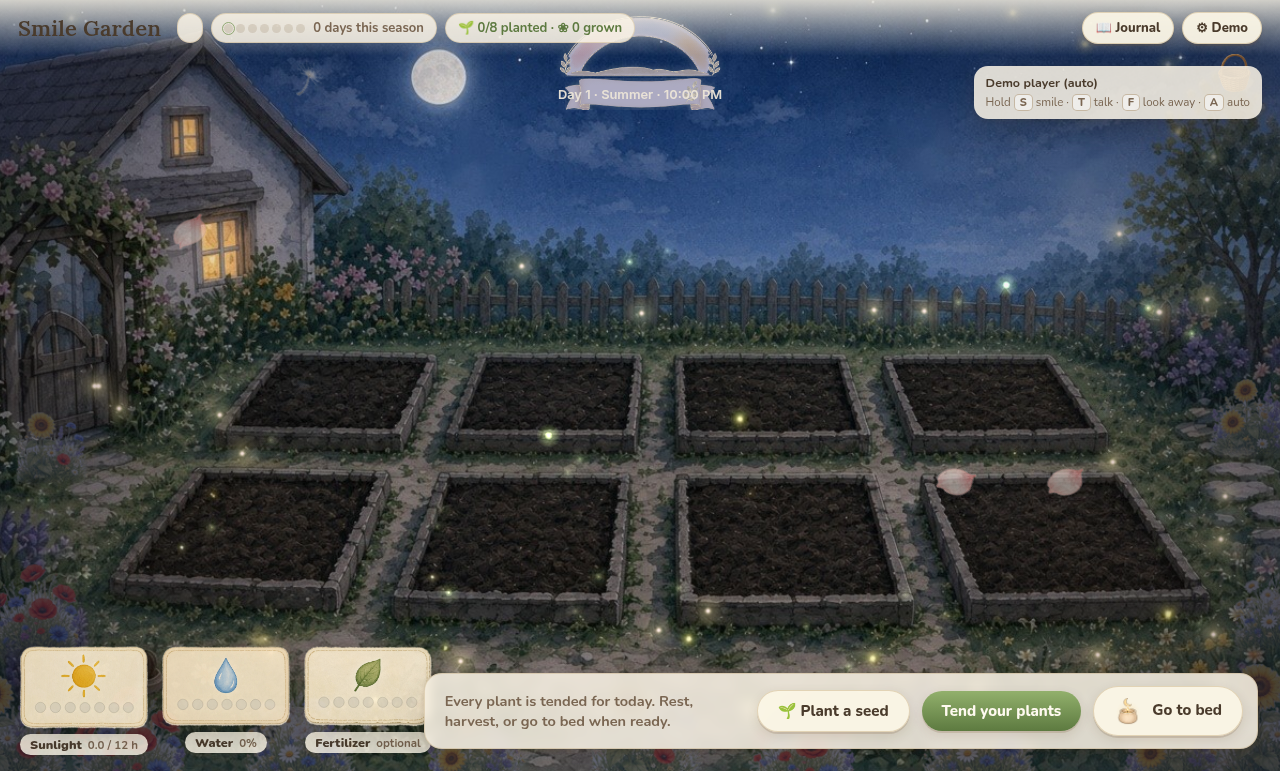 Smile Garden
0 days this season
0/8 planted · 0 grown
Day 1 · Summer · 10:00 PM
Journal
Demo
Demo player (auto)
Hold S smile · T talk · F look away · A auto
Sunlight 0.0 / 12 h
Water 0%
Fertilizer optional
Every plant is tended for today. Rest,
harvest, or go to bed when ready.
Plant a seed
Tend your plants
Go to bed